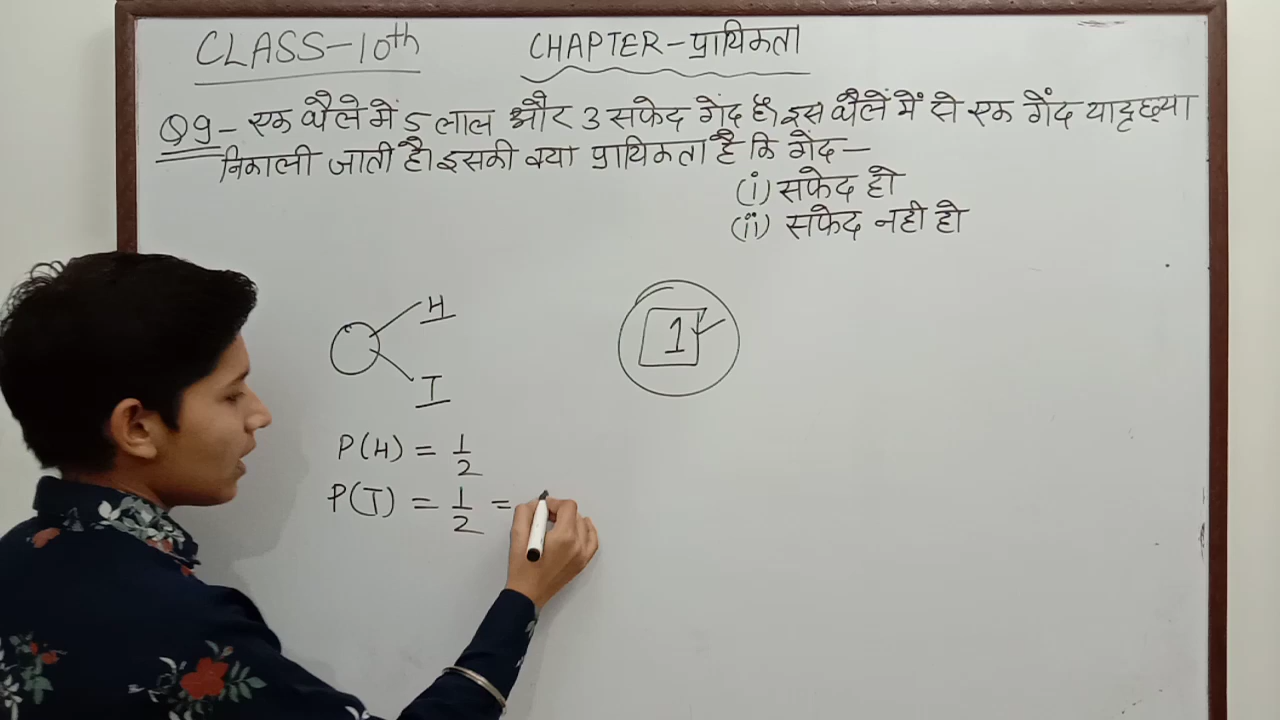 CLASS-10th
CHAPTER-प्रायिकता
Q9- एक थैले में 5 लाल और 3 सफेद गेंद है, इस थैलें में से एक गेंद यादृछ्या
निकाली जाती है। इसकी क्या प्रायिकता है कि गेंद—
(i) सफेद हो
(ii) सफेद नही हो
H
T
1
P(H) = 1/2
P(T) = 1/2 =